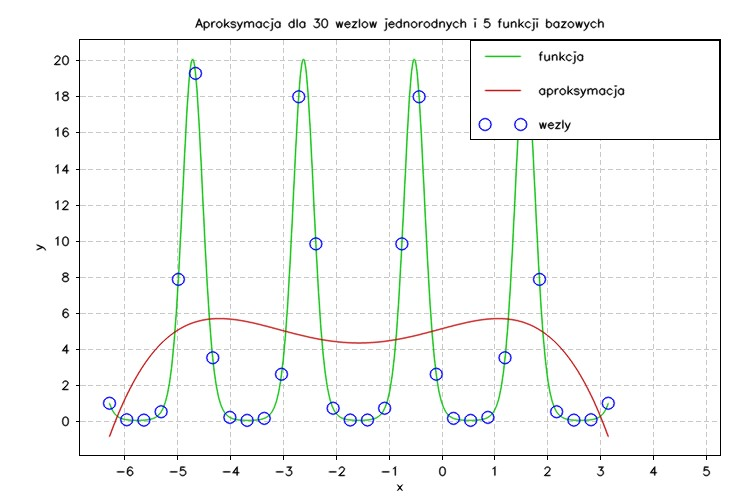 Aproksymacja dla 30 wezlow jednorodnych i 5 funkcji bazowych
funkcja
aproksymacja
wezly
y
20
18
16
14
12
10
8
6
4
2
0
-6 -5 -4 -3 -2 -1 0 1 2 3 4 5
x